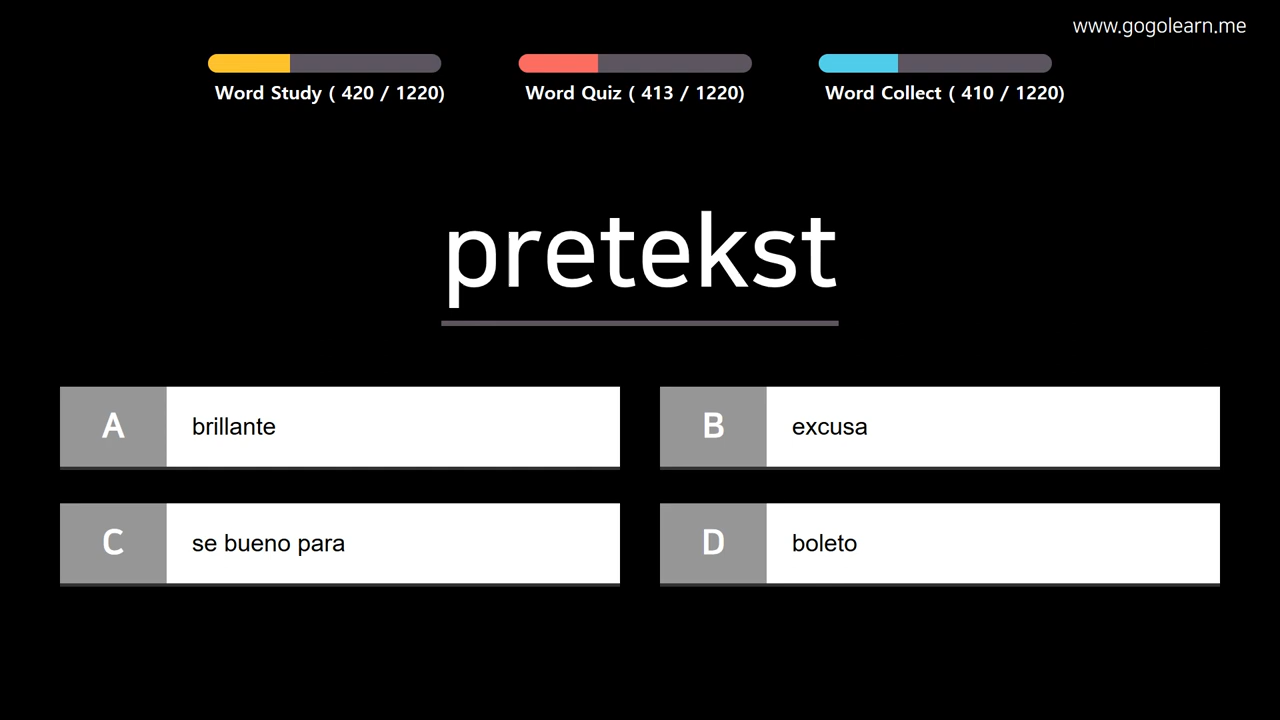 www.gogolearn.me
Word Study ( 420 / 1220)
Word Quiz ( 413 / 1220)
Word Collect ( 410 / 1220)
pretekst
A brillante
B excusa
C se bueno para
D boleto